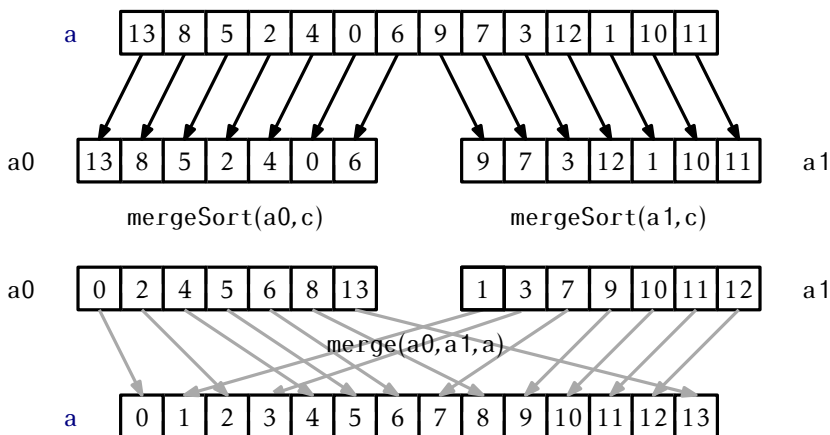 a 13 8 5 2 4 0 6 9 7 3 12 1 10 11
a0 13 8 5 2 4 0 6 9 7 3 12 1 10 11 a1
mergeSort(a0,c) mergeSort(a1,c)
a0 0 2 4 5 6 8 13 1 3 7 9 10 11 12 a1
merge(a0,a1,a)
a 0 1 2 3 4 5 6 7 8 9 10 11 12 13